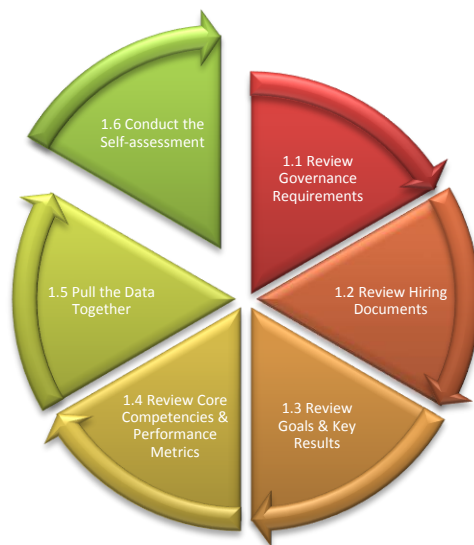 1.1 Review
Governance
Requirements
1.2 Review Hiring
Documents
1.3 Review
Goals & Key
Results
1.4 Review Core
Competencies &
Performance
Metrics
1.5 Pull the Data
Together
1.6 Conduct the
Self-assessment